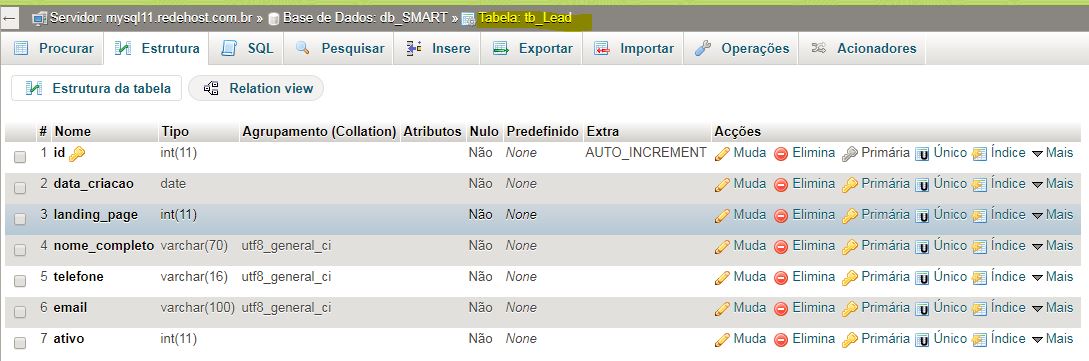 Servidor: mysql11.redehost.com.br » Base de Dados: db_SMART » Tabela: tb_Lead
Procurar Estrutura SQL Pesquisar Insere Exportar Importar Operações Acionadores
Estrutura da tabela Relation view
# Nome Tipo Agrupamento (Collation) Atributos Nulo Predefinido Extra Acções
1 id int(11) Não None AUTO_INCREMENT Muda Elimina Primária Único Índice Mais
2 data_criacao date Não None Muda Elimina Primária Único Índice Mais
3 landing_page int(11) Não None Muda Elimina Primária Único Índice Mais
4 nome_completo varchar(70) utf8_general_ci Não None Muda Elimina Primária Único Índice Mais
5 telefone varchar(16) utf8_general_ci Não None Muda Elimina Primária Único Índice Mais
6 email varchar(100) utf8_general_ci Não None Muda Elimina Primária Único Índice Mais
7 ativo int(11) Não None Muda Elimina Primária Único Índice Mais